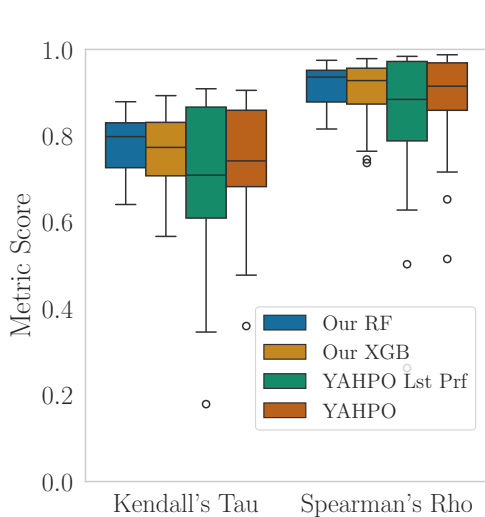 1.0
0.8
0.6
0.4
0.2
0.0
Metric Score
Our RF
Our XGB
YAHPO Lst Prf
YAHPO
Kendall's Tau
Spearman's Rho